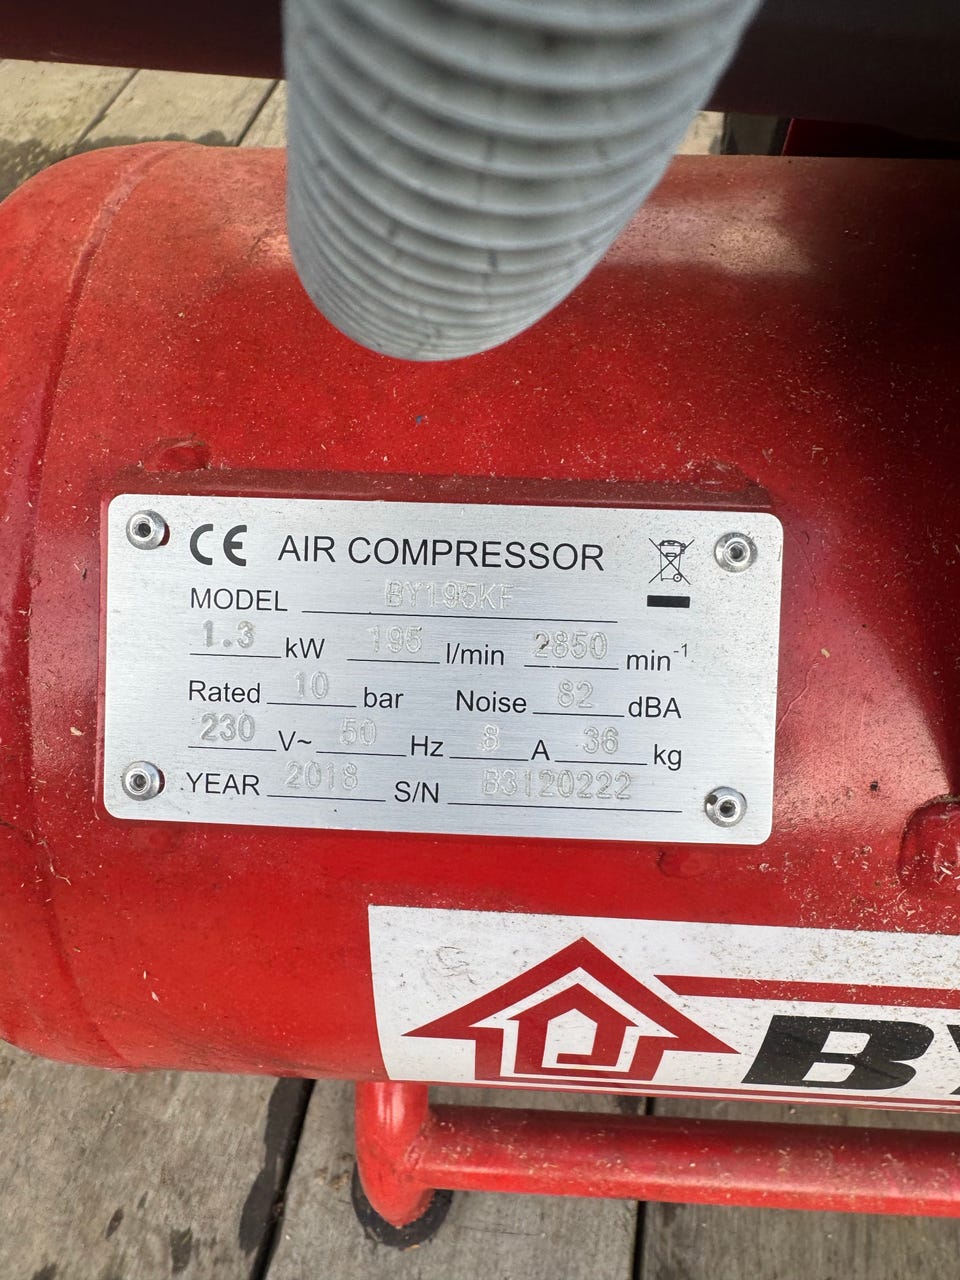 CE AIR COMPRESSOR
MODEL BY195KF
1.3 kW 195 l/min 2850 min⁻¹
Rated 10 bar Noise 82 dBA
230 V~ 50 Hz 8 A 36 kg
YEAR 2018 S/N B3120222
B